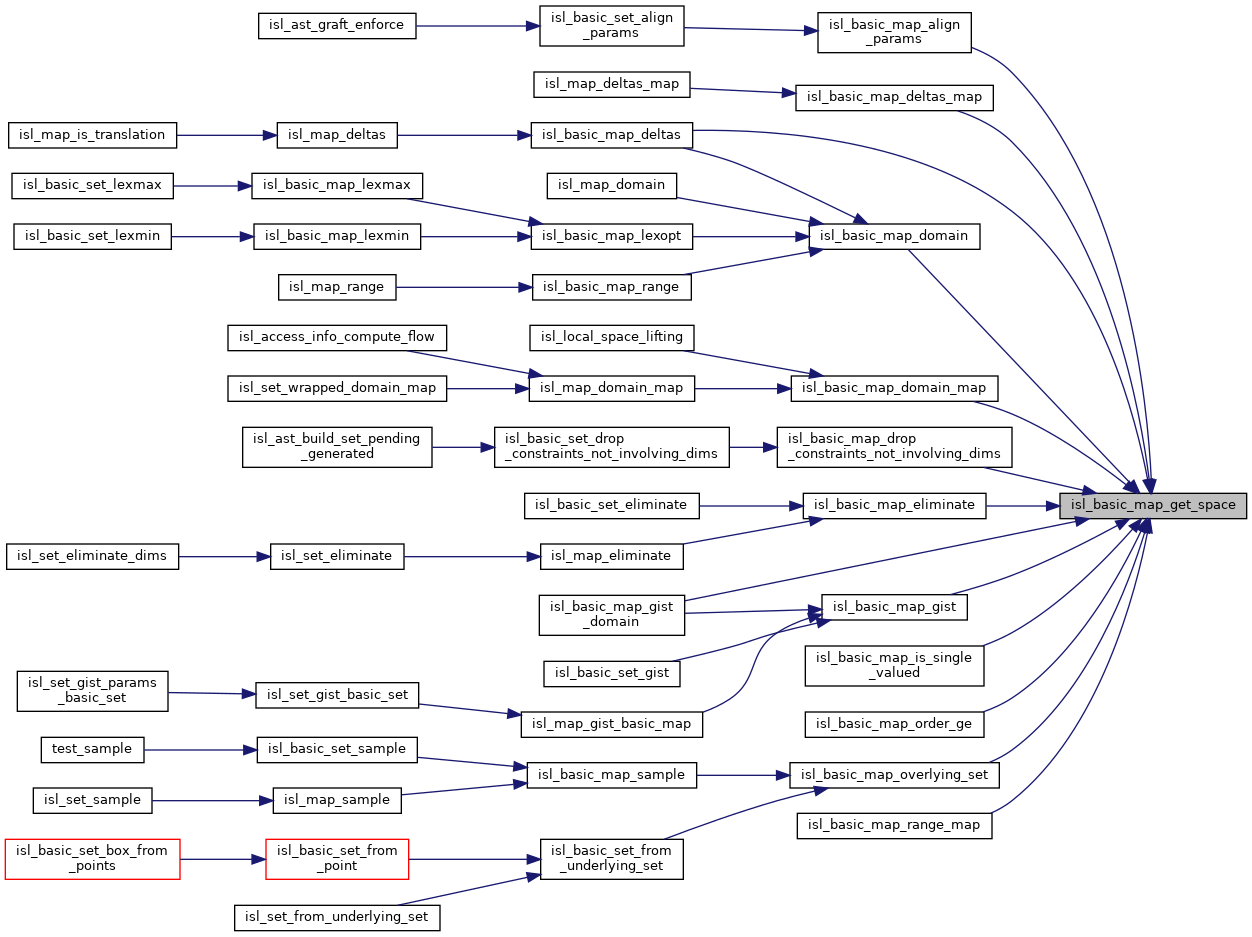 isl_ast_graft_enforce
isl_basic_set_align
_params
isl_basic_map_align
_params
isl_map_deltas_map
isl_basic_map_deltas_map
isl_map_is_translation
isl_map_deltas
isl_basic_map_deltas
isl_basic_set_lexmax
isl_basic_map_lexmax
isl_map_domain
isl_basic_set_lexmin
isl_basic_map_lexmin
isl_basic_map_lexopt
isl_basic_map_domain
isl_map_range
isl_basic_map_range
isl_access_info_compute_flow
isl_local_space_lifting
isl_set_wrapped_domain_map
isl_map_domain_map
isl_basic_map_domain_map
isl_ast_build_set_pending
_generated
isl_basic_set_drop
_constraints_not_involving_dims
isl_basic_map_drop
_constraints_not_involving_dims
isl_basic_set_eliminate
isl_basic_map_eliminate
isl_basic_map_get_space
isl_set_eliminate_dims
isl_set_eliminate
isl_map_eliminate
isl_basic_map_gist
_domain
isl_basic_map_gist
isl_basic_set_gist
isl_basic_map_is_single
_valued
isl_set_gist_params
_basic_set
isl_set_gist_basic_set
isl_map_gist_basic_map
isl_basic_map_order_ge
test_sample
isl_basic_set_sample
isl_basic_map_sample
isl_basic_map_overlying_set
isl_set_sample
isl_map_sample
isl_basic_map_range_map
isl_basic_set_box_from
_points
isl_basic_set_from
_point
isl_basic_set_from
_underlying_set
isl_set_from_underlying_set